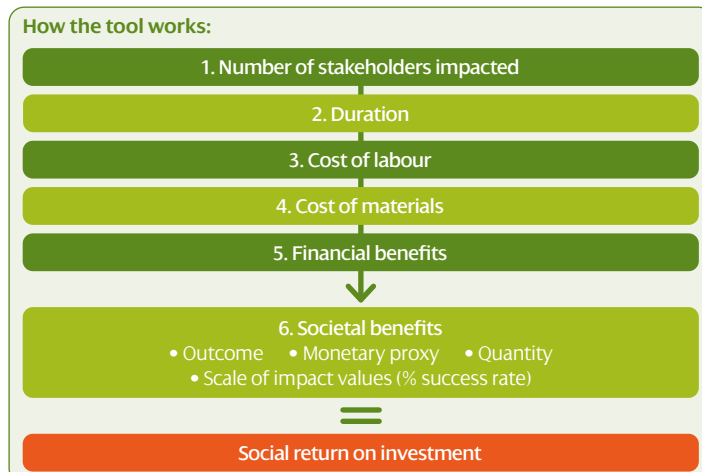 How the tool works:
1. Number of stakeholders impacted
2. Duration
3. Cost of labour
4. Cost of materials
5. Financial benefits
6. Societal benefits
• Outcome • Monetary proxy • Quantity
• Scale of impact values (% success rate)
=
Social return on investment